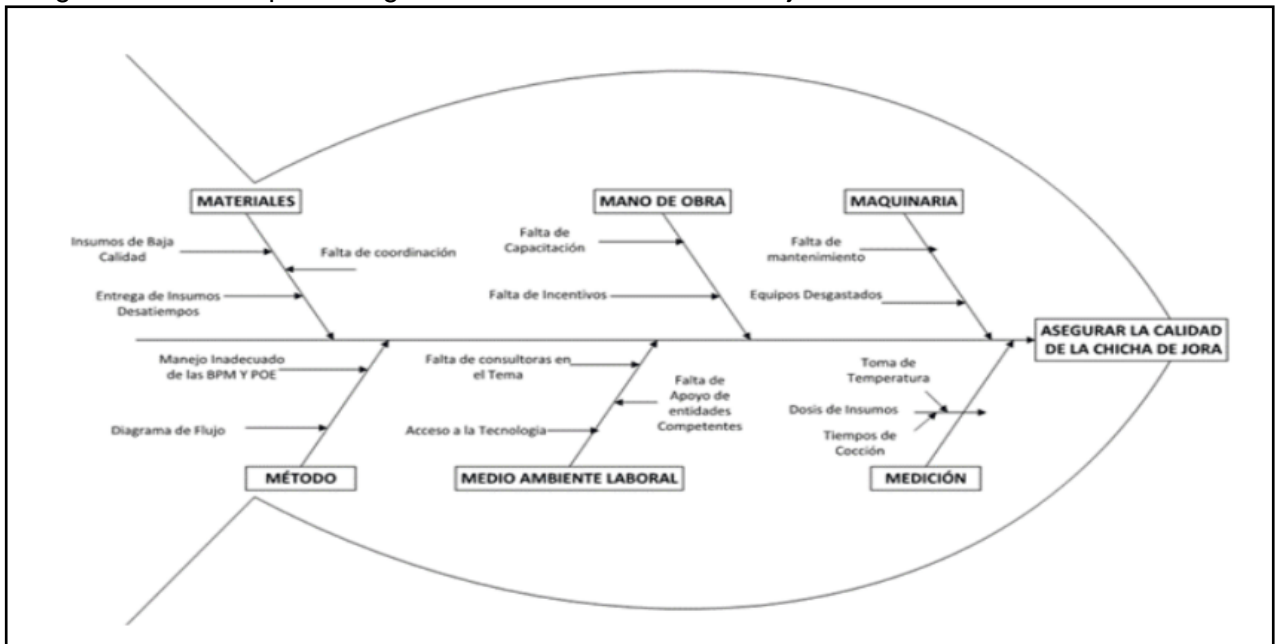 MATERIALES
MANO DE OBRA
MAQUINARIA
Insumos de Baja
Calidad
Falta de coordinación
Entrega de Insumos
Desatiempos
Falta de
Capacitación
Falta de Incentivos
Falta de
mantenimiento
Equipos Desgastados
ASEGURAR LA CALIDAD
DE LA CHICHA DE JORA
Manejo Inadecuado
de las BPM Y POE
Diagrama de Flujo
Falta de consultoras en
el Tema
Falta de
Apoyo de
entidades
Competentes
Acceso a la Tecnologia
Toma de
Temperatura
Dosis de Insumos
Tiempos de
Cocción
MÉTODO
MEDIO AMBIENTE LABORAL
MEDICIÓN